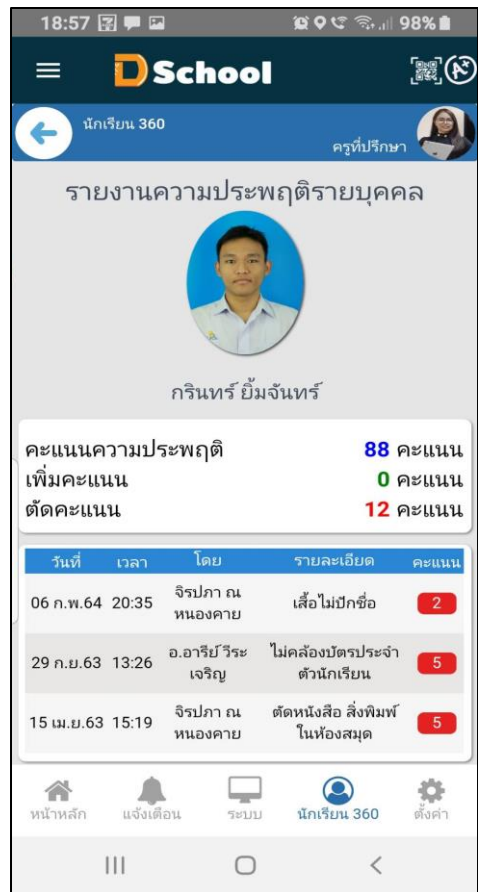 18:57 98%
D School
A+
นักเรียน 360
ครูที่ปรึกษา
รายงานความประพฤติรายบุคคล
กรินทร์ ยิ้มจันทร์
คะแนนความประพฤติ 88 คะแนน
เพิ่มคะแนน 0 คะแนน
ตัดคะแนน 12 คะแนน
วันที่ เวลา โดย รายละเอียด คะแนน
06 ก.พ.64 20:35 จิรปภา ณ หนองคาย เสื้อไม่ปักชื่อ 2
29 ก.ย.63 13:26 อ.อารีย์ วีระเจริญ ไม่คล้องบัตรประจำตัวนักเรียน 5
15 เม.ย.63 15:19 จิรปภา ณ หนองคาย ตัดหนังสือ สิ่งพิมพ์ในห้องสมุด 5
หน้าหลัก แจ้งเตือน ระบบ นักเรียน 360 ตั้งค่า